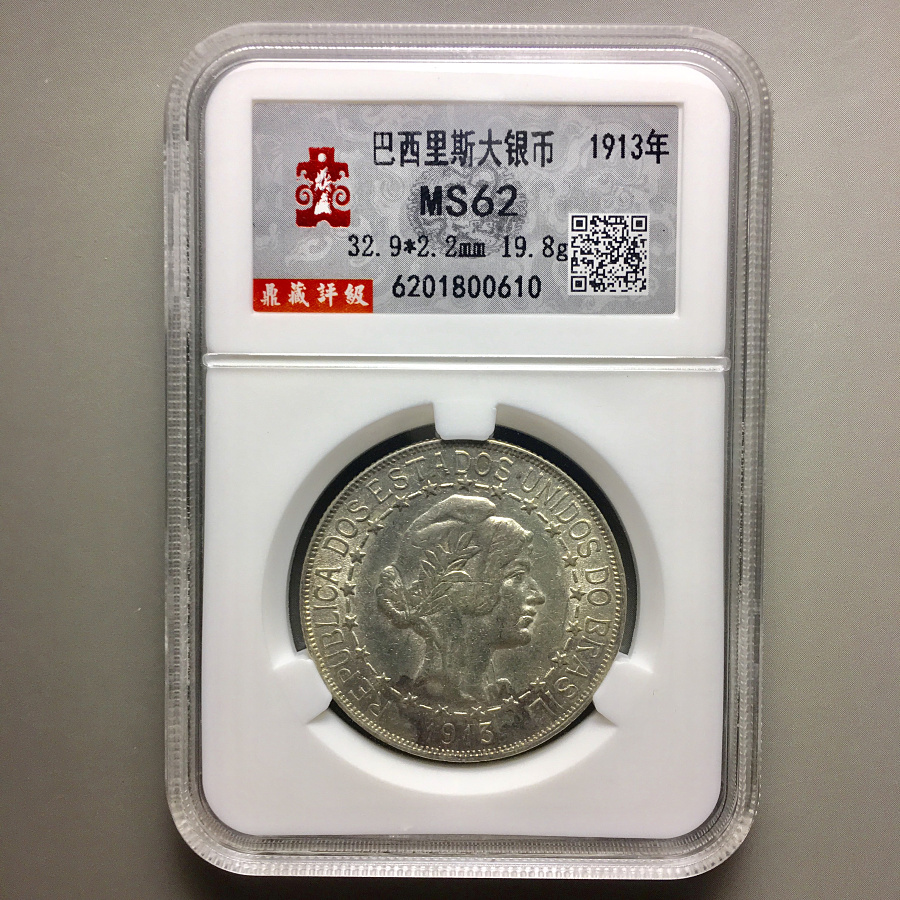 巴西里斯大银币 1913年
MS62
32.9*2.2mm 19.8g
鼎藏評級 6201800610
REPUBLICA DOS ESTADOS UNIDOS DO BRASIL
1913